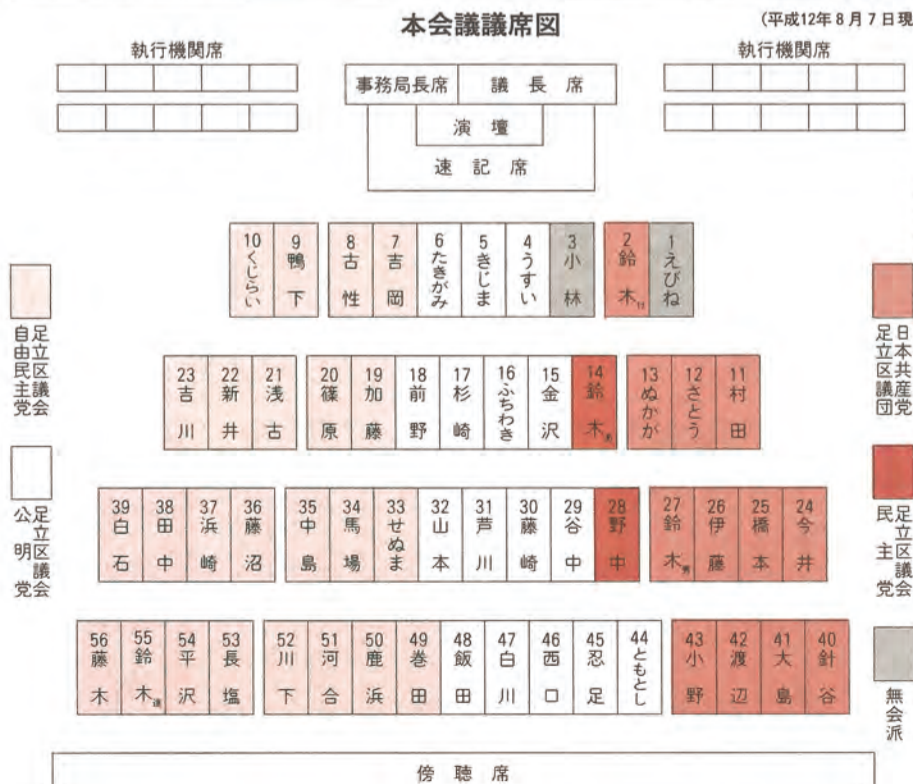 本会議議席図
(平成12年8月7日現
執行機関席
執行機関席
事務局長席
議長席
演壇
速記席
10 くじらい
9 鴨下
8 古性
7 吉岡
6 たきがみ
5 きじま
4 うすい
3 小林
2 鈴木
1 えびね
23 吉川
22 新井
21 浅古
20 篠原
19 加藤
18 前野
17 杉崎
16 ふちわき
15 金沢
14 鈴木
13 ぬかが
12 さとう
11 村田
39 白石
38 田中
37 浜崎
36 藤沼
35 中島
34 馬場
33 せぬま
32 山本
31 芦川
30 藤崎
29 谷中
28 野中
27 鈴木
26 伊藤
25 橋本
24 今井
56 藤木
55 鈴木
54 平沢
53 長塩
52 川下
51 河合
50 鹿浜
49 巻田
48 飯田
47 白川
46 西口
45 忍足
44 ともとし
43 小野
42 渡辺
41 大島
40 針谷
足立区議会
自由民主党
足立区議会
公明党
日本共産党
足立区議団
足立区議会
民主党
無会派
傍聴席